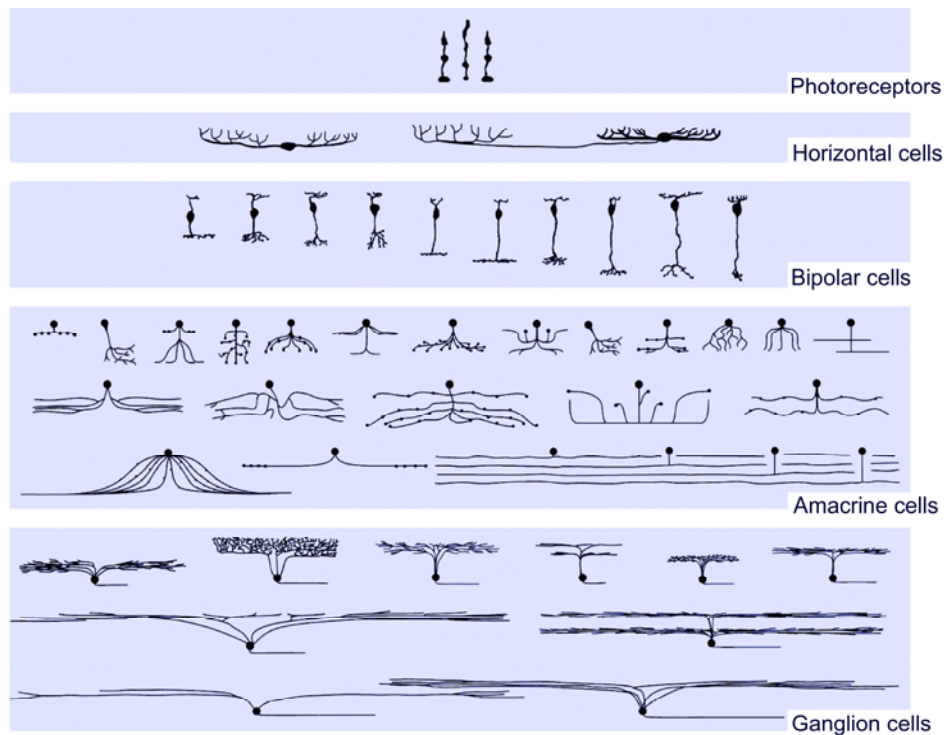 Photoreceptors
Horizontal cells
Bipolar cells
Amacrine cells
Ganglion cells